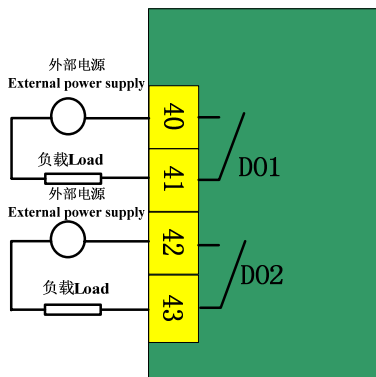 外部电源
External power supply
40
负载Load
41
DO1
外部电源
External power supply
42
DO2
负载Load
43